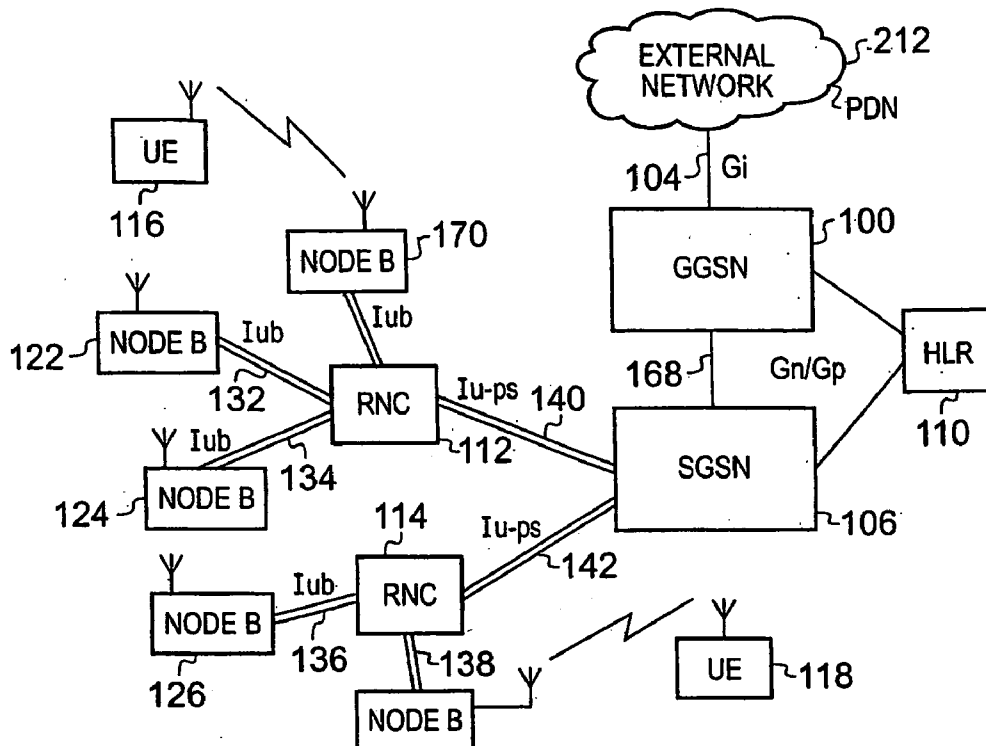 EXTERNAL
NETWORK
212
PDN
UE
116
104
Gi
170
NODE B
100
GGSN
Iub
122
NODE B
Iub
132
RNC
112
Iu-ps
140
168
Gn/Gp
HLR
110
Iub
134
124
NODE B
SGSN
106
114
Iu-ps
142
RNC
Iub
136
NODE B
126
138
NODE B
UE
118